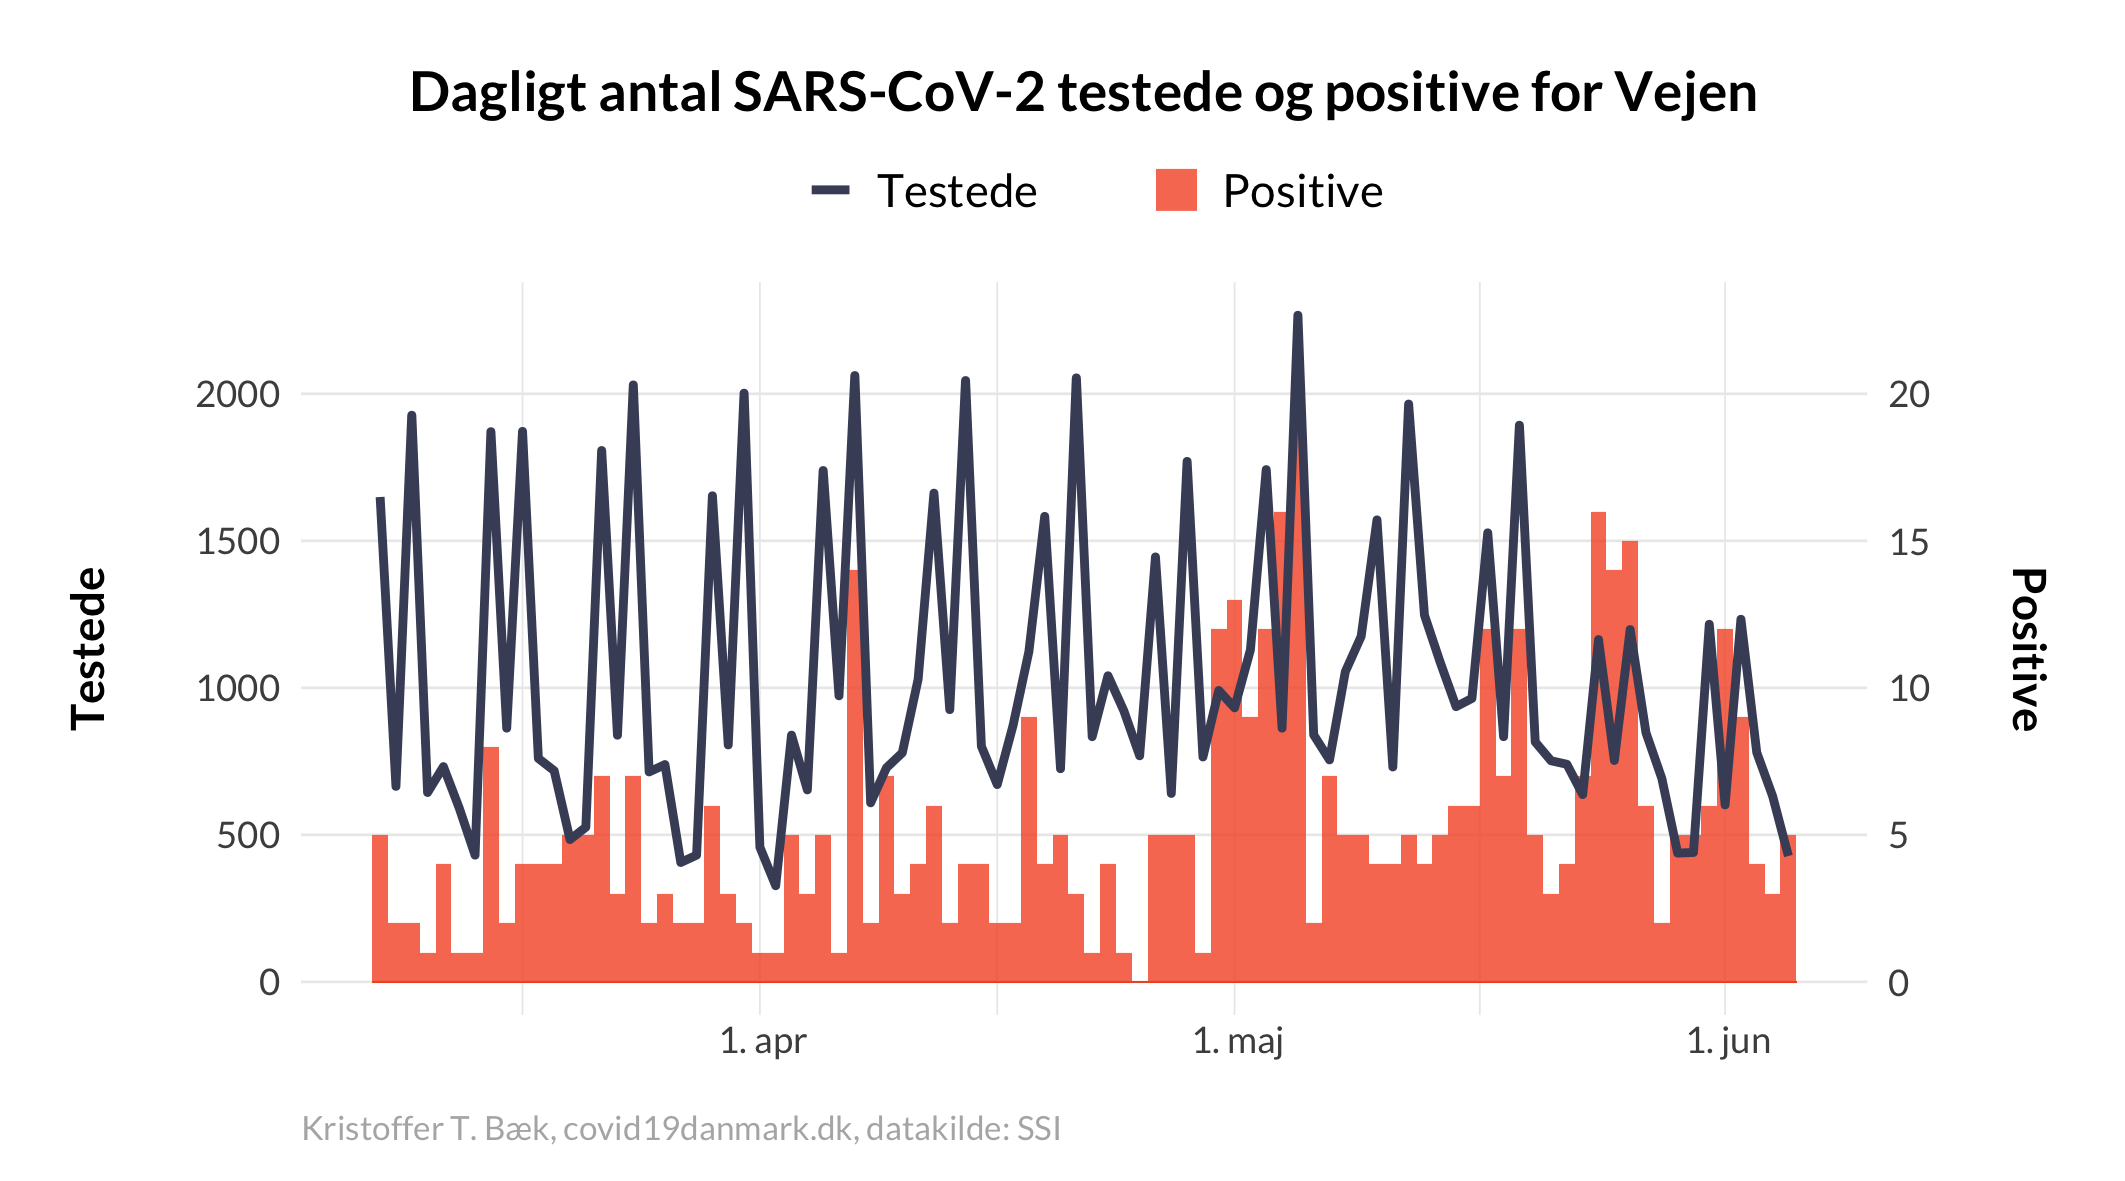 Dagligt antal SARS-CoV-2 testede og positive for Vejen
Testede
Positive
2000
1500
1000
500
0
Testede
20
15
10
5
0
Positive
1. apr
1. maj
1. jun
Kristoffer T. Bæk, covid19danmark.dk, datakilde: SSI